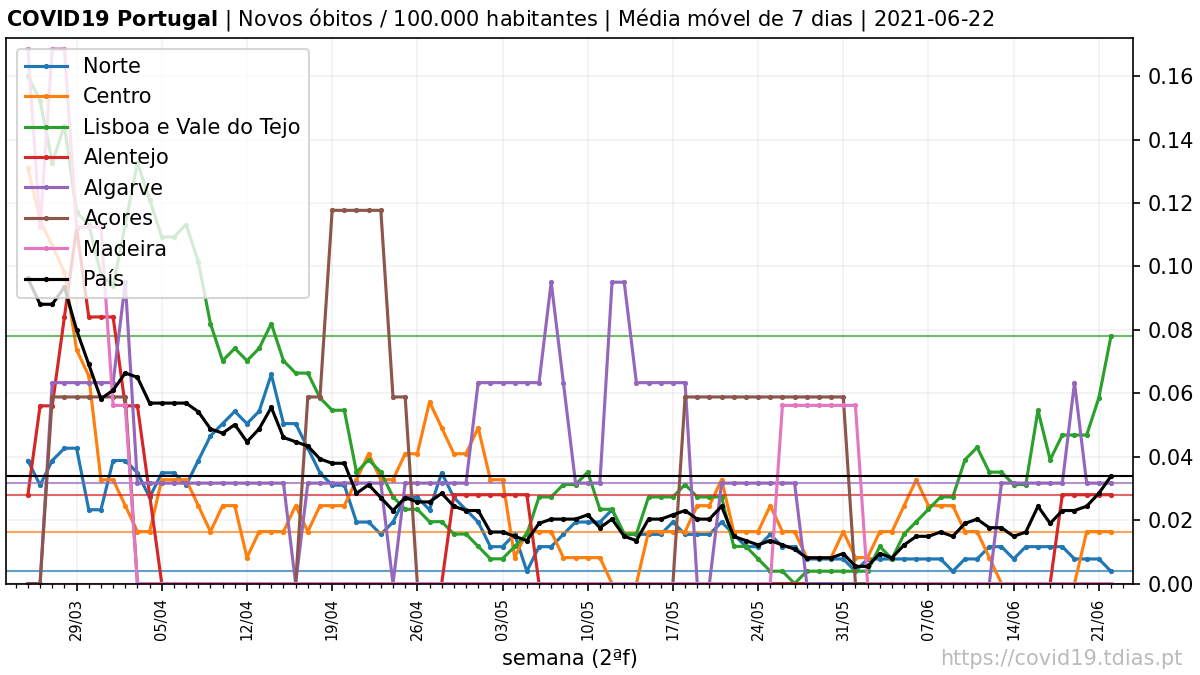 COVID19 Portugal | Novos óbitos / 100.000 habitantes | Média móvel de 7 dias | 2021-06-22
Norte
Centro
Lisboa e Vale do Tejo
Alentejo
Algarve
Açores
Madeira
País
0.16
0.14
0.12
0.10
0.08
0.06
0.04
0.02
0.00
29/03
05/04
12/04
19/04
26/04
03/05
10/05
17/05
24/05
31/05
07/06
14/06
21/06
semana (2ªf)
https://covid19.tdias.pt